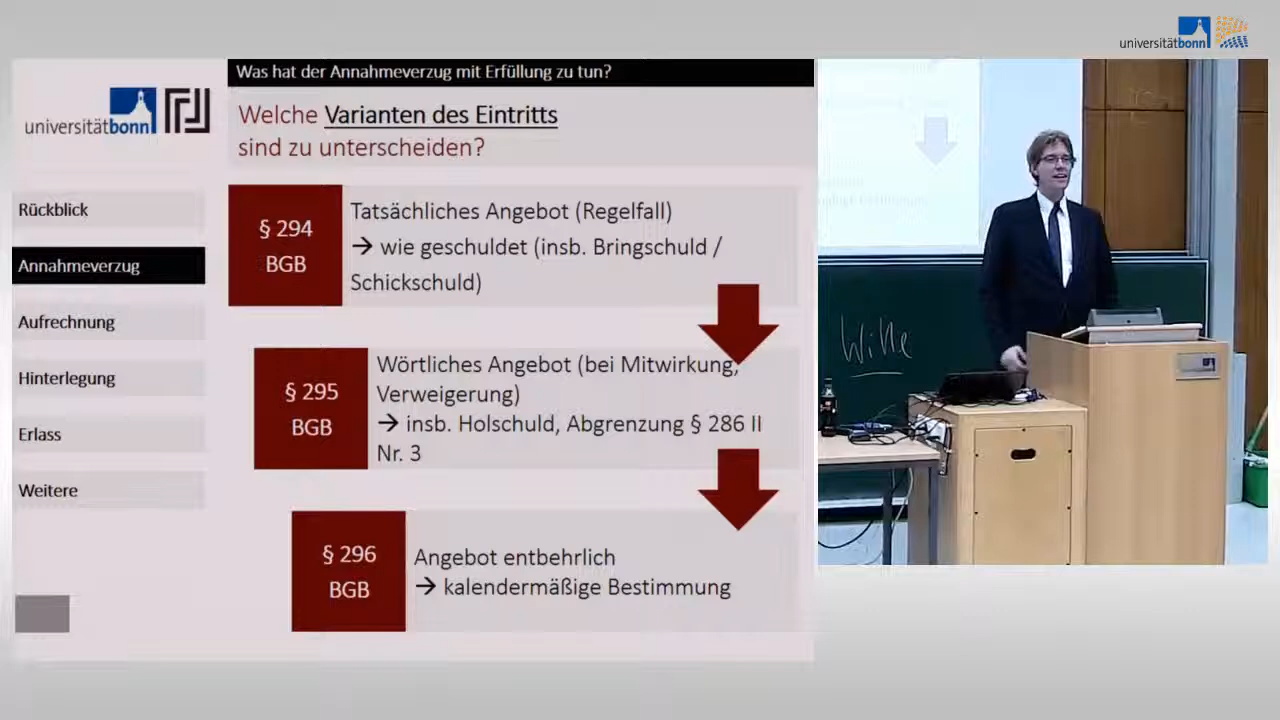 universitätbonn
Was hat der Annahmeverzug mit Erfüllung zu tun?
universitätbonn
Welche Varianten des Eintritts
sind zu unterscheiden?
Rückblick
Annahmeverzug
Aufrechnung
Hinterlegung
Erlass
Weitere
§ 294
BGB
Tatsächliches Angebot (Regelfall)
→ wie geschuldet (insb. Bringschuld /
Schickschuld)
§ 295
BGB
Wörtliches Angebot (bei Mitwirkung,
Verweigerung)
→ insb. Holschuld, Abgrenzung § 286 II
Nr. 3
§ 296
BGB
Angebot entbehrlich
→ kalendermäßige Bestimmung
Wille